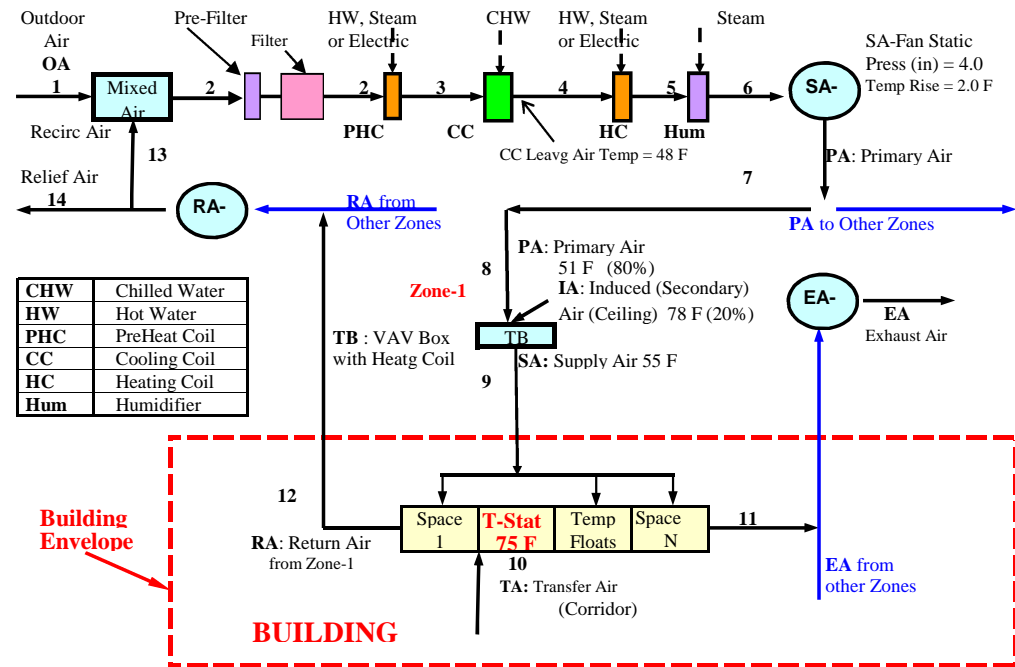 Outdoor
Air
OA
1
Mixed
Air
Recirc Air
13
Relief Air
14
RA-
2
Pre-Filter
Filter
2
HW, Steam
or Electric
PHC
3
CHW
CC
4
CC Leavg Air Temp = 48 F
HW, Steam
or Electric
HC
5
Steam
Hum
6
SA-
SA-Fan Static
Press (in) = 4.0
Temp Rise = 2.0 F
PA: Primary Air
7
PA to Other Zones
RA from
Other Zones
8
PA: Primary Air
51 F (80%)
Zone-1
IA: Induced (Secondary)
Air (Ceiling) 78 F (20%)
TB
TB : VAV Box
with Heatg Coil
SA: Supply Air 55 F
9
EA-
EA
Exhaust Air
CHW Chilled Water
HW Hot Water
PHC PreHeat Coil
CC Cooling Coil
HC Heating Coil
Hum Humidifier
Building
Envelope
12
RA: Return Air
from Zone-1
Space
1
T-Stat
75 F
Temp
Floats
Space
N
11
10
TA: Transfer Air
(Corridor)
EA from
other Zones
BUILDING